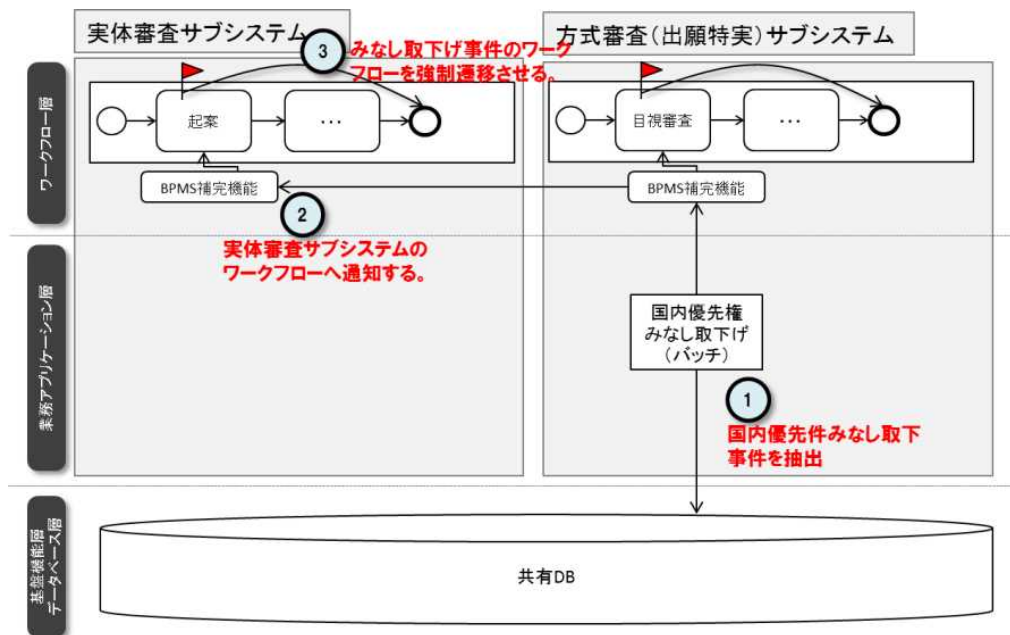 実体審査サブシステム
方式審査（出願特実）サブシステム
3
みなし取下げ事件のワーク
フローを強制遷移させる。
ワークフロー層
起案
･･･
目視審査
･･･
BPMS補完機能
BPMS補完機能
2
実体審査サブシステムの
ワークフローへ通知する。
業務アプリケーション層
国内優先権
みなし取下げ
（バッチ）
1
国内優先件みなし取下
事件を抽出
基盤機能層
データベース層
共有DB